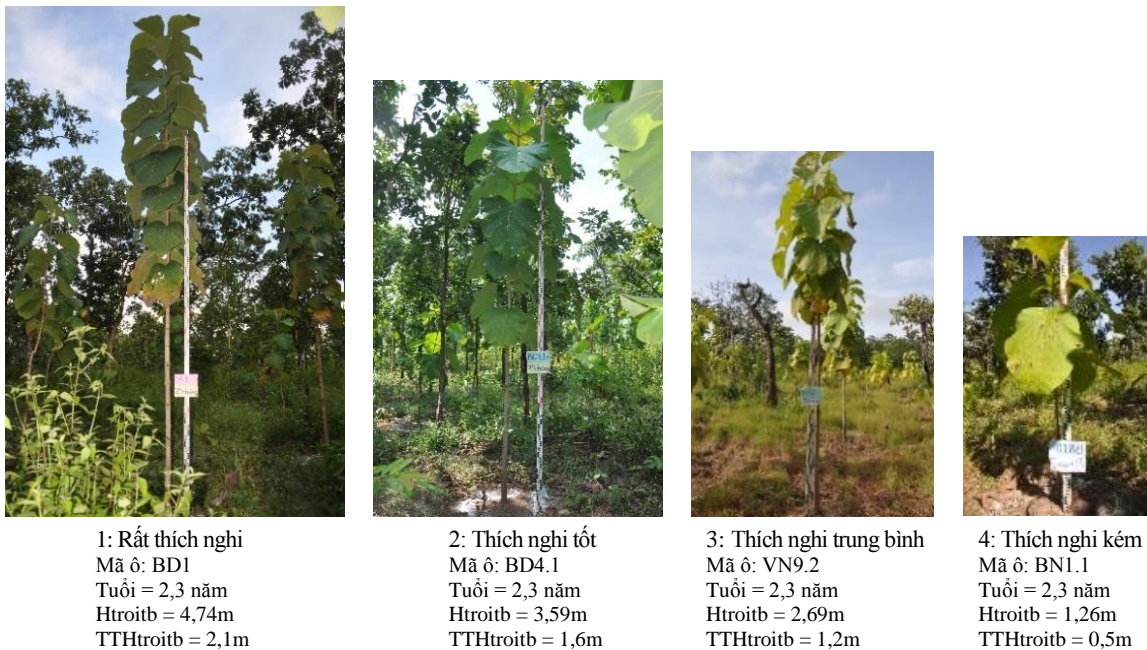 1: Rất thích nghi
Mã ô: BD1
Tuổi = 2,3 năm
Htroitb = 4,74m
TTHtroitb = 2,1m
2: Thích nghi tốt
Mã ô: BD4.1
Tuổi = 2,3 năm
Htroitb = 3,59m
TTHtroitb = 1,6m
3: Thích nghi trung bình
Mã ô: VN9.2
Tuổi = 2,3 năm
Htroitb = 2,69m
TTHtroitb = 1,2m
4: Thích nghi kém
Mã ô: BN1.1
Tuổi = 2,3 năm
Htroitb = 1,26m
TTHtroitb = 0,5m